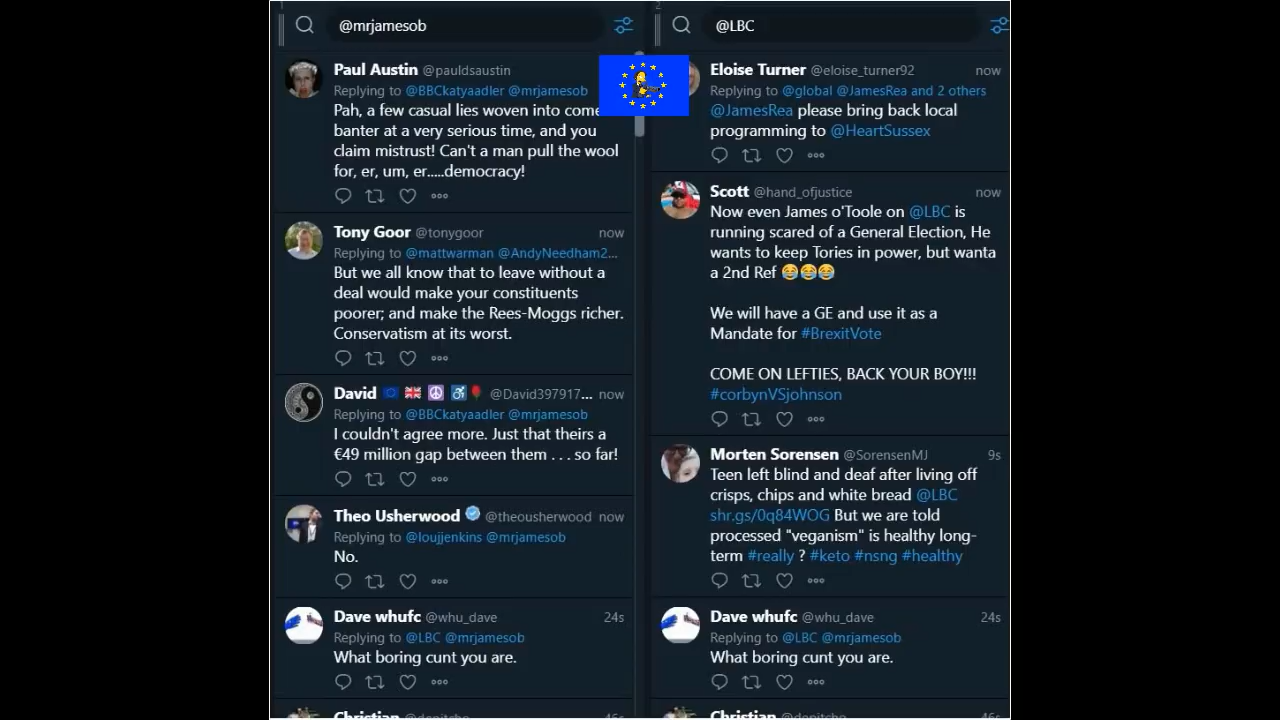 1
@mrjamesob
Paul Austin @pauldsaustin
Replying to @BBCkatyaadler @mrjamesob
Pah, a few casual lies woven into come
banter at a very serious time, and you
claim mistrust! Can't a man pull the wool
for, er, um, er.....democracy!
Tony Goor @tonygoor now
Replying to @mattwarman @AndyNeedham2...
But we all know that to leave without a
deal would make your constituents
poorer; and make the Rees-Moggs richer.
Conservatism at its worst.
David 🇪🇺 🇬🇧 ☮ ♿🌹 @David397917... now
Replying to @BBCkatyaadler @mrjamesob
I couldn't agree more. Just that theirs a
€49 million gap between them . . . so far!
Theo Usherwood @theousherwood now
Replying to @loujjenkins @mrjamesob
No.
Dave whufc @whu_dave 24s
Replying to @LBC @mrjamesob
What boring cunt you are.
Christian @depitcho 46s
2
@LBC
Eloise Turner @eloise_turner92 now
Replying to @global @JamesRea and 2 others
@JamesRea please bring back local
programming to @HeartSussex
Scott @hand_ofjustice now
Now even James o'Toole on @LBC is
running scared of a General Election, He
wants to keep Tories in power, but wanta
a 2nd Ref 😂😂😂
We will have a GE and use it as a
Mandate for #BrexitVote
COME ON LEFTIES, BACK YOUR BOY!!!
#corbynVSjohnson
Morten Sorensen @SorensenMJ 9s
Teen left blind and deaf after living off
crisps, chips and white bread @LBC
shr.gs/0q84WOG But we are told
processed "veganism" is healthy long-
term #really ? #keto #nsng #healthy
Dave whufc @whu_dave 24s
Replying to @LBC @mrjamesob
What boring cunt you are.
Christian @depitcho 46s